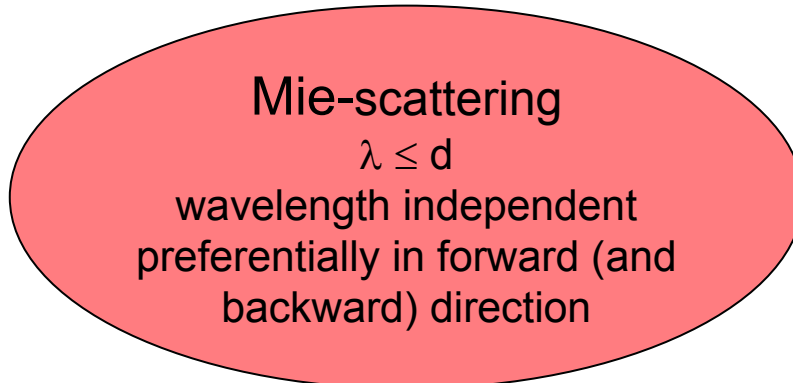 Mie-scattering
λ ≤ d
wavelength independent
preferentially in forward (and
backward) direction